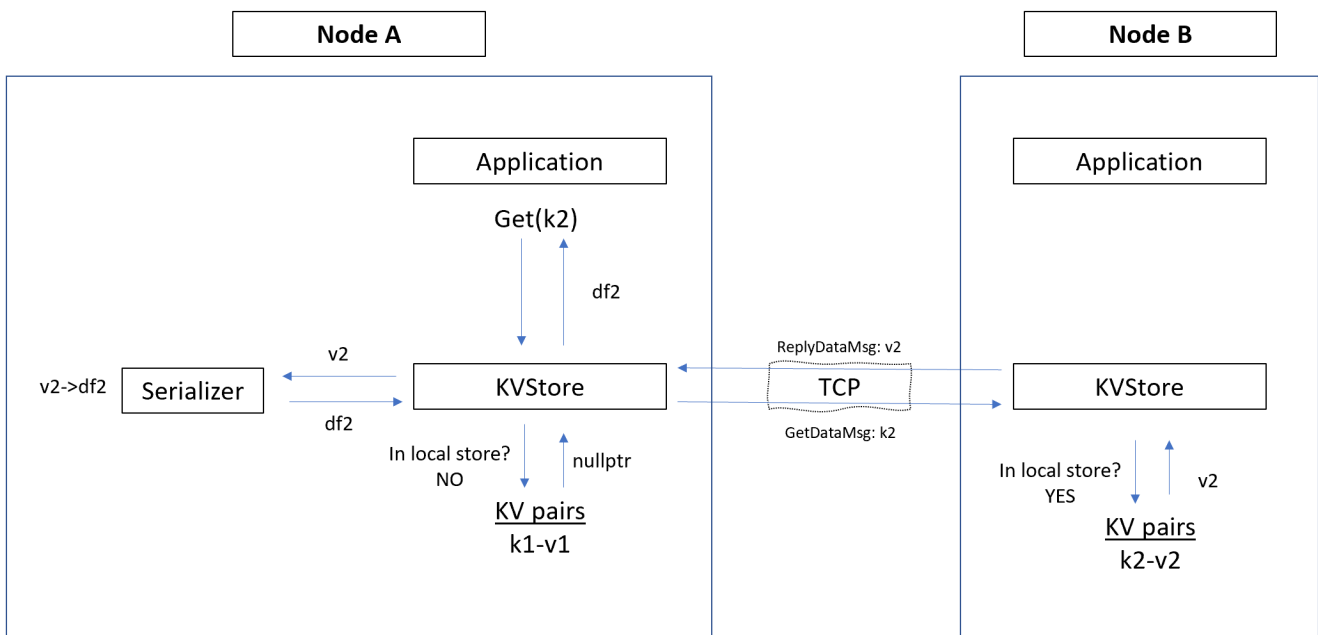 Node A
Node B
Application
Application
Get(k2)
df2
ReplyDataMsg: v2
v2
v2->df2
Serializer
KVStore
TCP
KVStore
df2
GetDataMsg: k2
In local store?
NO
nullptr
In local store?
YES
v2
KV pairs
k1-v1
KV pairs
k2-v2